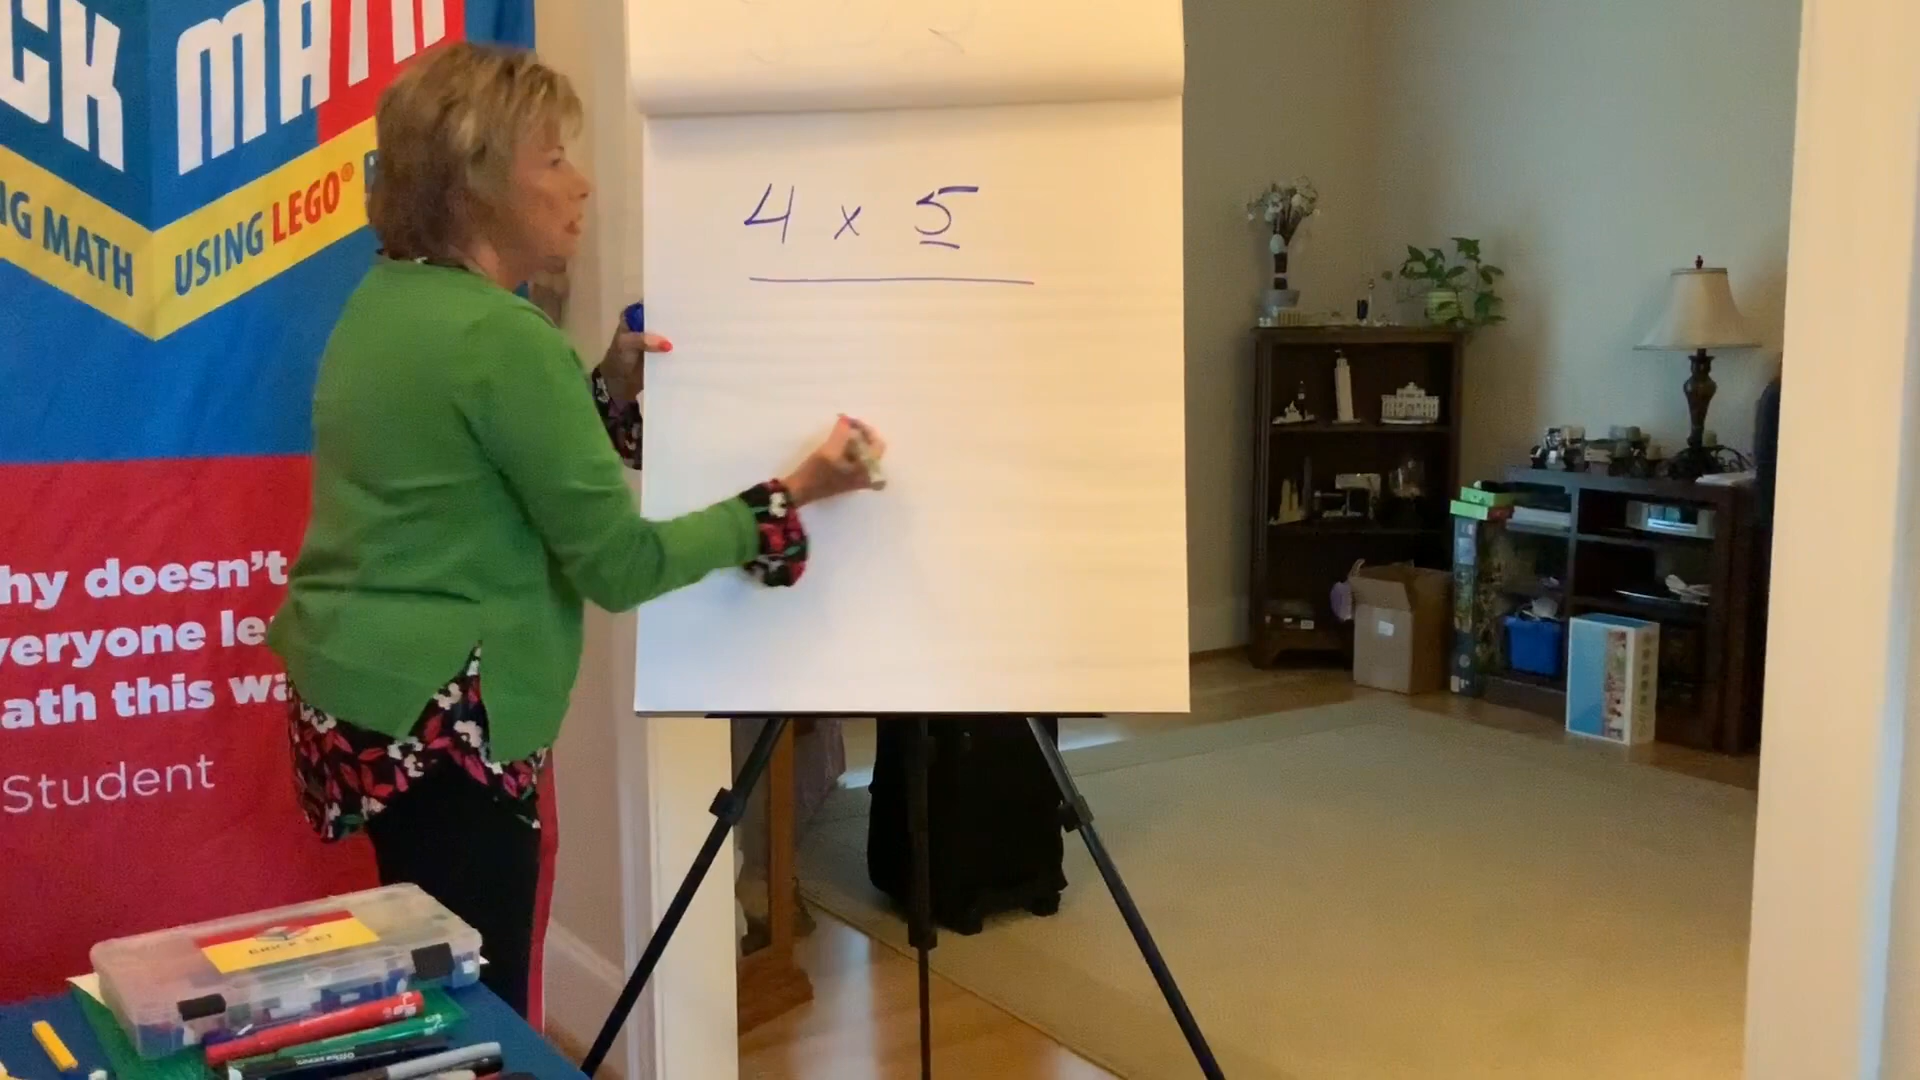 CK MATH
NG MATH USING LEGO®
4 x 5
hy doesn't
veryone le
ath this wa
Student
BRICK SET